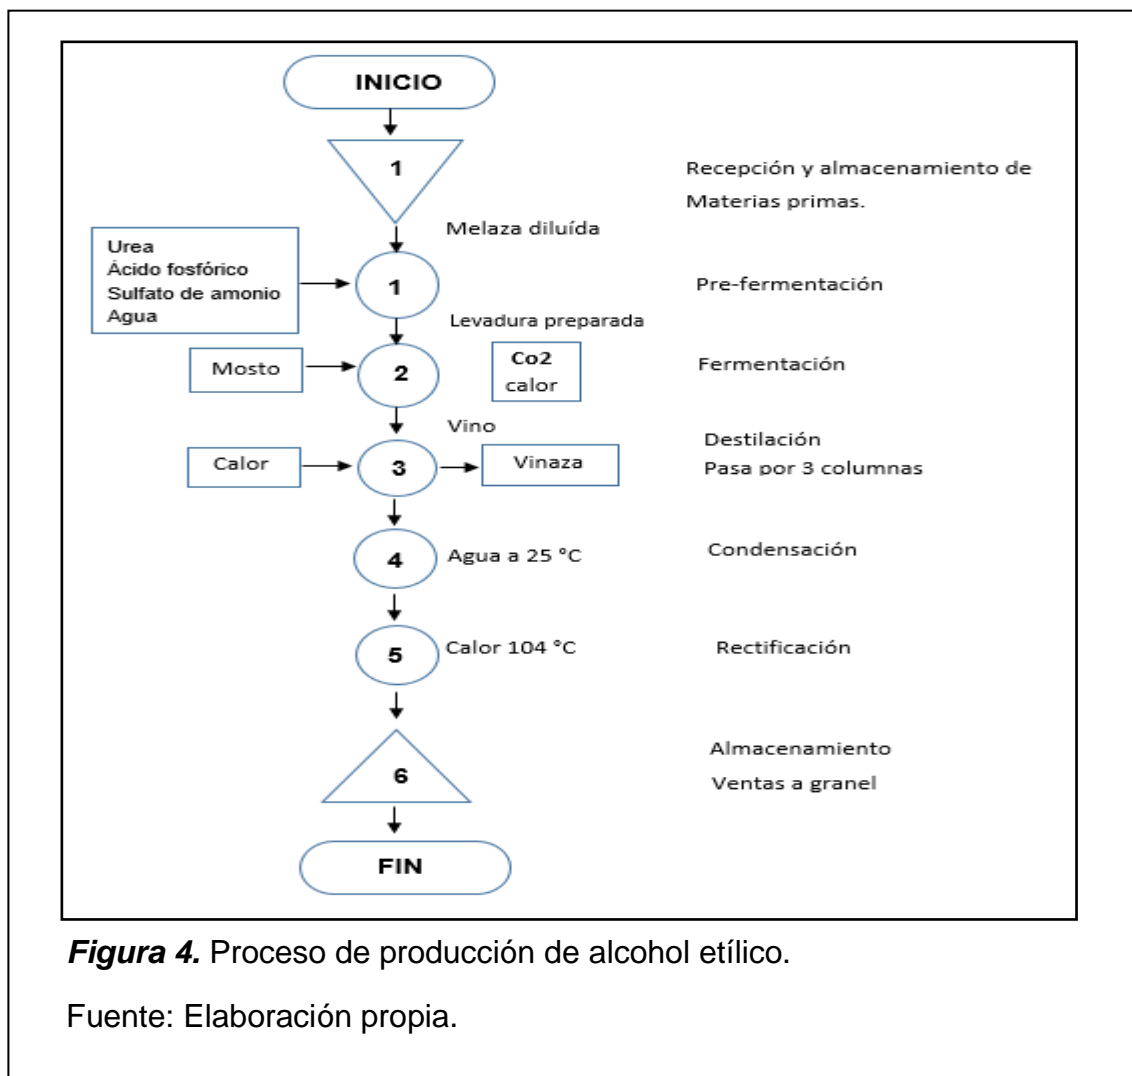 INICIO
1
Recepción y almacenamiento de
Materias primas.
Melaza diluída
Urea
Ácido fosfórico
Sulfato de amonio
Agua
1
Pre-fermentación
Levadura preparada
Mosto
2
Co2
calor
Fermentación
Vino
Calor
3
Vinaza
Destilación
Pasa por 3 columnas
4
Agua a 25 °C
Condensación
5
Calor 104 °C
Rectificación
6
Almacenamiento
Ventas a granel
FIN
Figura 4. Proceso de producción de alcohol etílico.
Fuente: Elaboración propia.